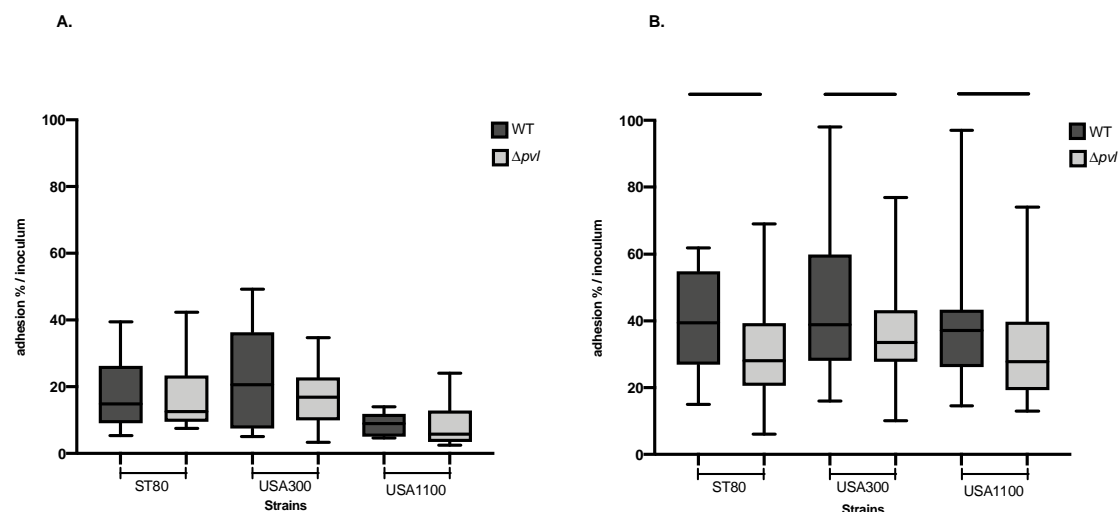 A.
WT
Δpvl
100
80
60
40
20
0
adhesion % / inoculum
ST80 USA300 USA1100
Strains
B.
WT
Δpvl
100
80
60
40
20
0
adhesion % / inoculum
ST80 USA300 USA1100
Strains